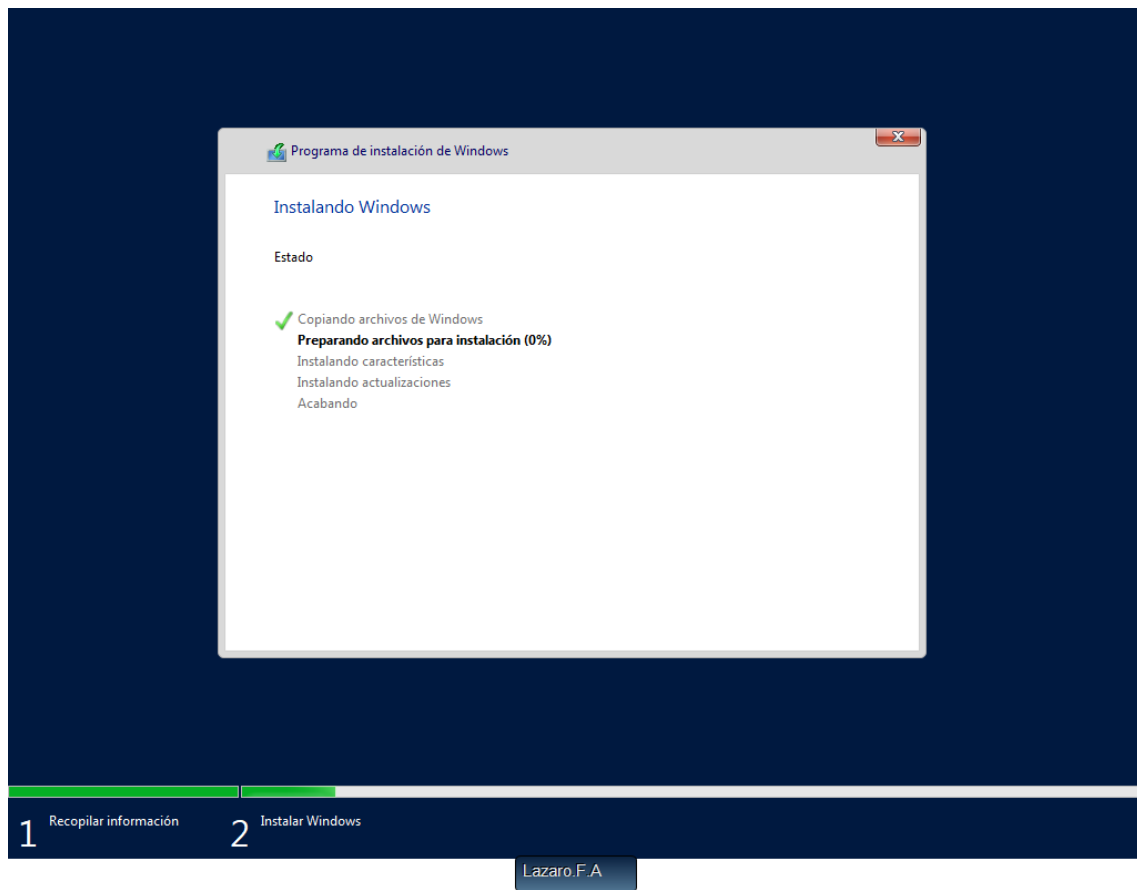 Programa de instalación de Windows
Instalando Windows
Estado
Copiando archivos de Windows
Preparando archivos para instalación (0%)
Instalando características
Instalando actualizaciones
Acabando
1 Recopilar información
2 Instalar Windows
Lazaro.F.A